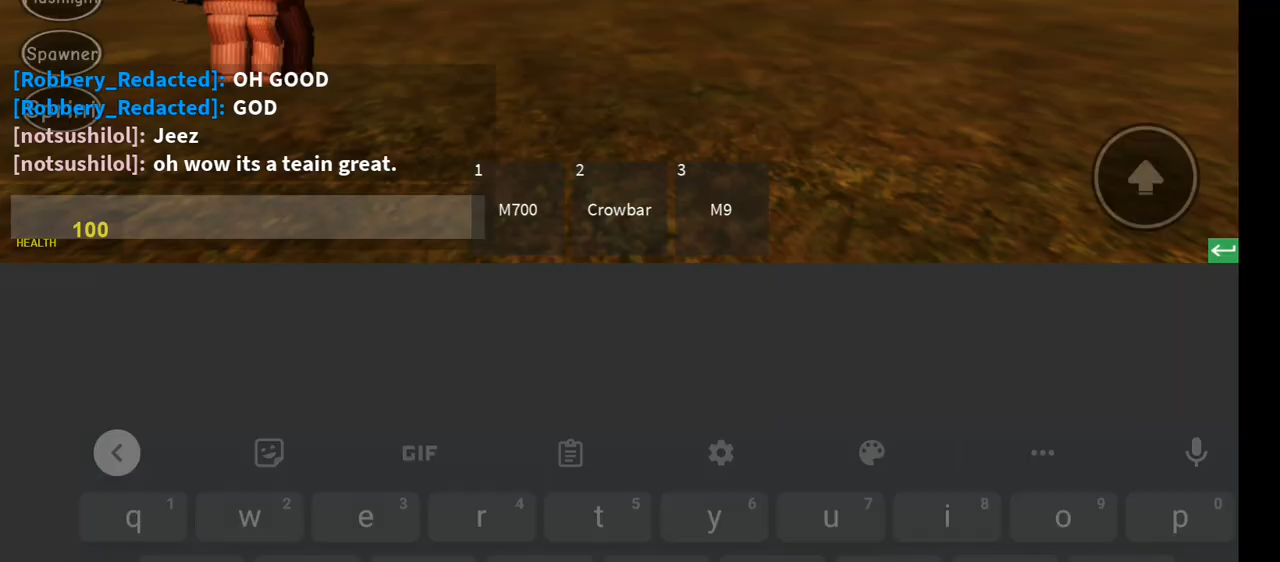 Spawner
[Robbery_Redacted]: OH GOOD
[Robbery_Redacted]: GOD
[notsushilol]: Jeez
[notsushilol]: oh wow its a teain great.
1 2 3
M700 Crowbar M9
100
HEALTH
GIF
1 2 3 4 5 6 7 8 9 0
q w e r t y u i o p